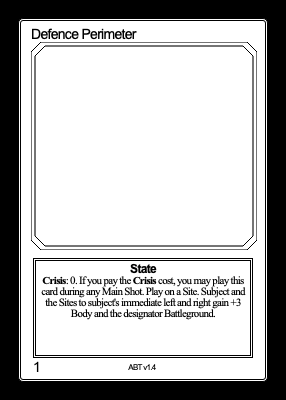 Defence Perimeter
State
Crisis: 0. If you pay the Crisis cost, you may play this
card during any Main Shot. Play on a Site. Subject and
the Sites to subject's immediate left and right gain +3
Body and the designator Battleground.
1
ABT v1.4